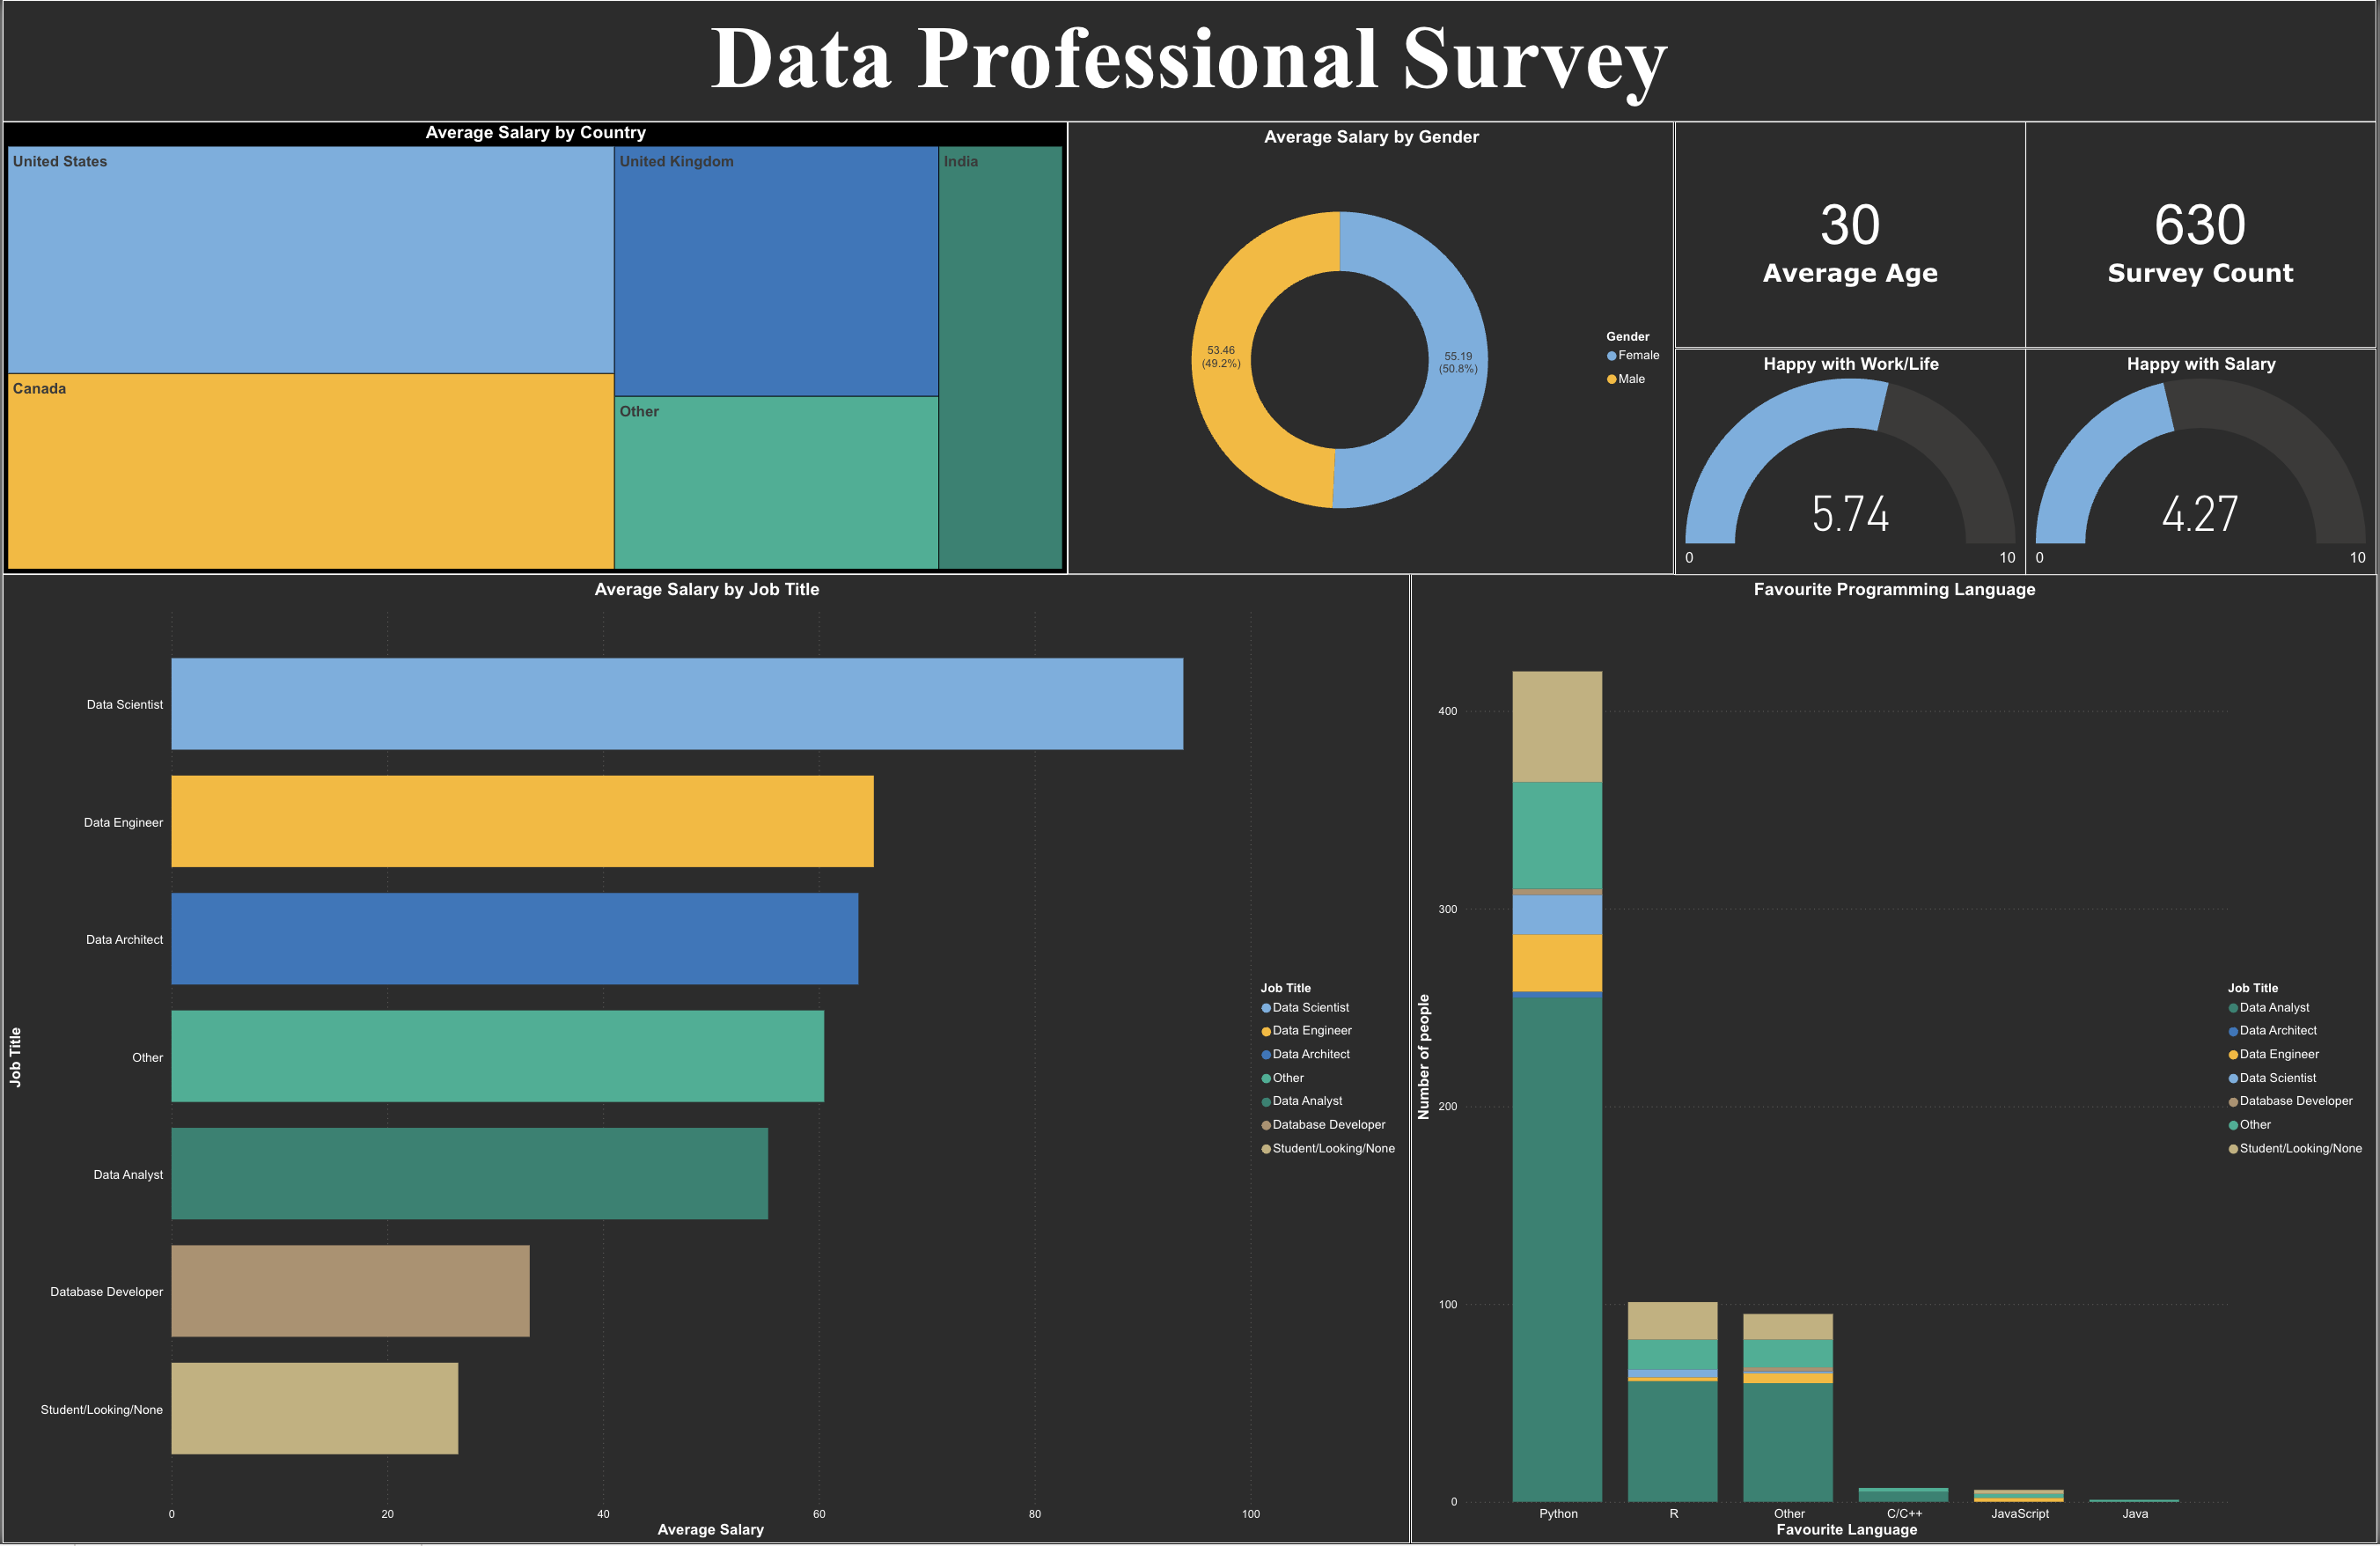 Data Professional Survey
Average Salary by Country
United States
United Kingdom
India
Canada
Other
Average Salary by Gender
53.46
(49.2%)
55.19
(50.8%)
Gender
Female
Male
30
Average Age
630
Survey Count
Happy with Work/Life
5.74
0
10
Happy with Salary
4.27
0
10
Average Salary by Job Title
Job Title
Data Scientist
Data Engineer
Data Architect
Other
Data Analyst
Database Developer
Student/Looking/None
0
20
40
60
80
100
Average Salary
Job Title
Data Scientist
Data Engineer
Data Architect
Other
Data Analyst
Database Developer
Student/Looking/None
Favourite Programming Language
Number of people
400
300
200
100
0
Python
R
Other
C/C++
JavaScript
Java
Favourite Language
Job Title
Data Analyst
Data Architect
Data Engineer
Data Scientist
Database Developer
Other
Student/Looking/None